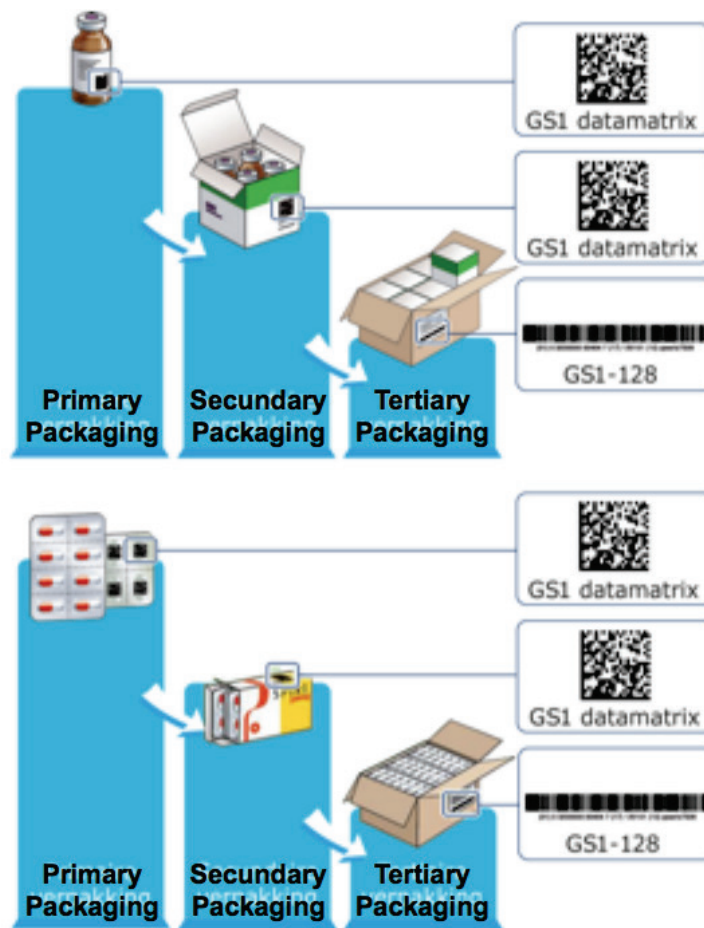 GS1 datamatrix
GS1 datamatrix
GS1-128
Primary
Packaging
Secundary
Packaging
Tertiary
Packaging
GS1 datamatrix
GS1 datamatrix
GS1-128
Primary
Packaging
Secundary
Packaging
Tertiary
Packaging